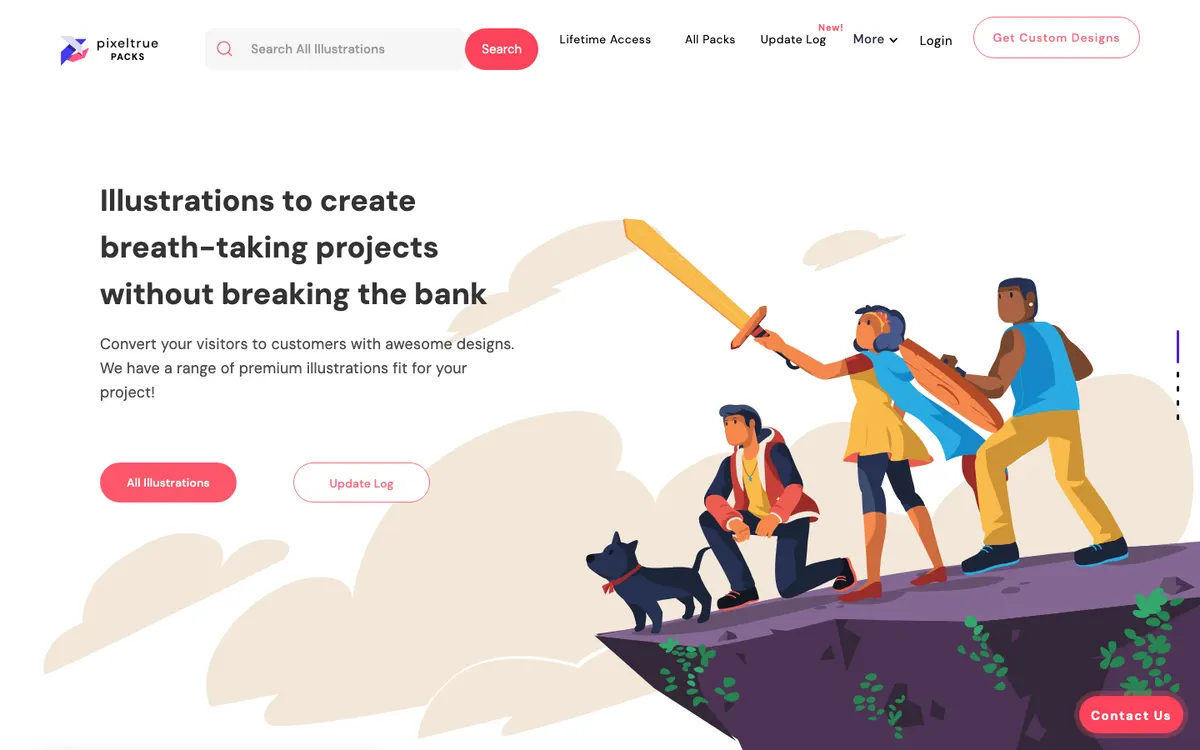 pixeltrue
PACKS
Search All Illustrations
Search
Lifetime Access
All Packs
Update Log
New!
More
Login
Get Custom Designs
Illustrations to create
breath-taking projects
without breaking the bank
Convert your visitors to customers with awesome designs.
We have a range of premium illustrations fit for your
project!
All Illustrations
Update Log
Contact Us